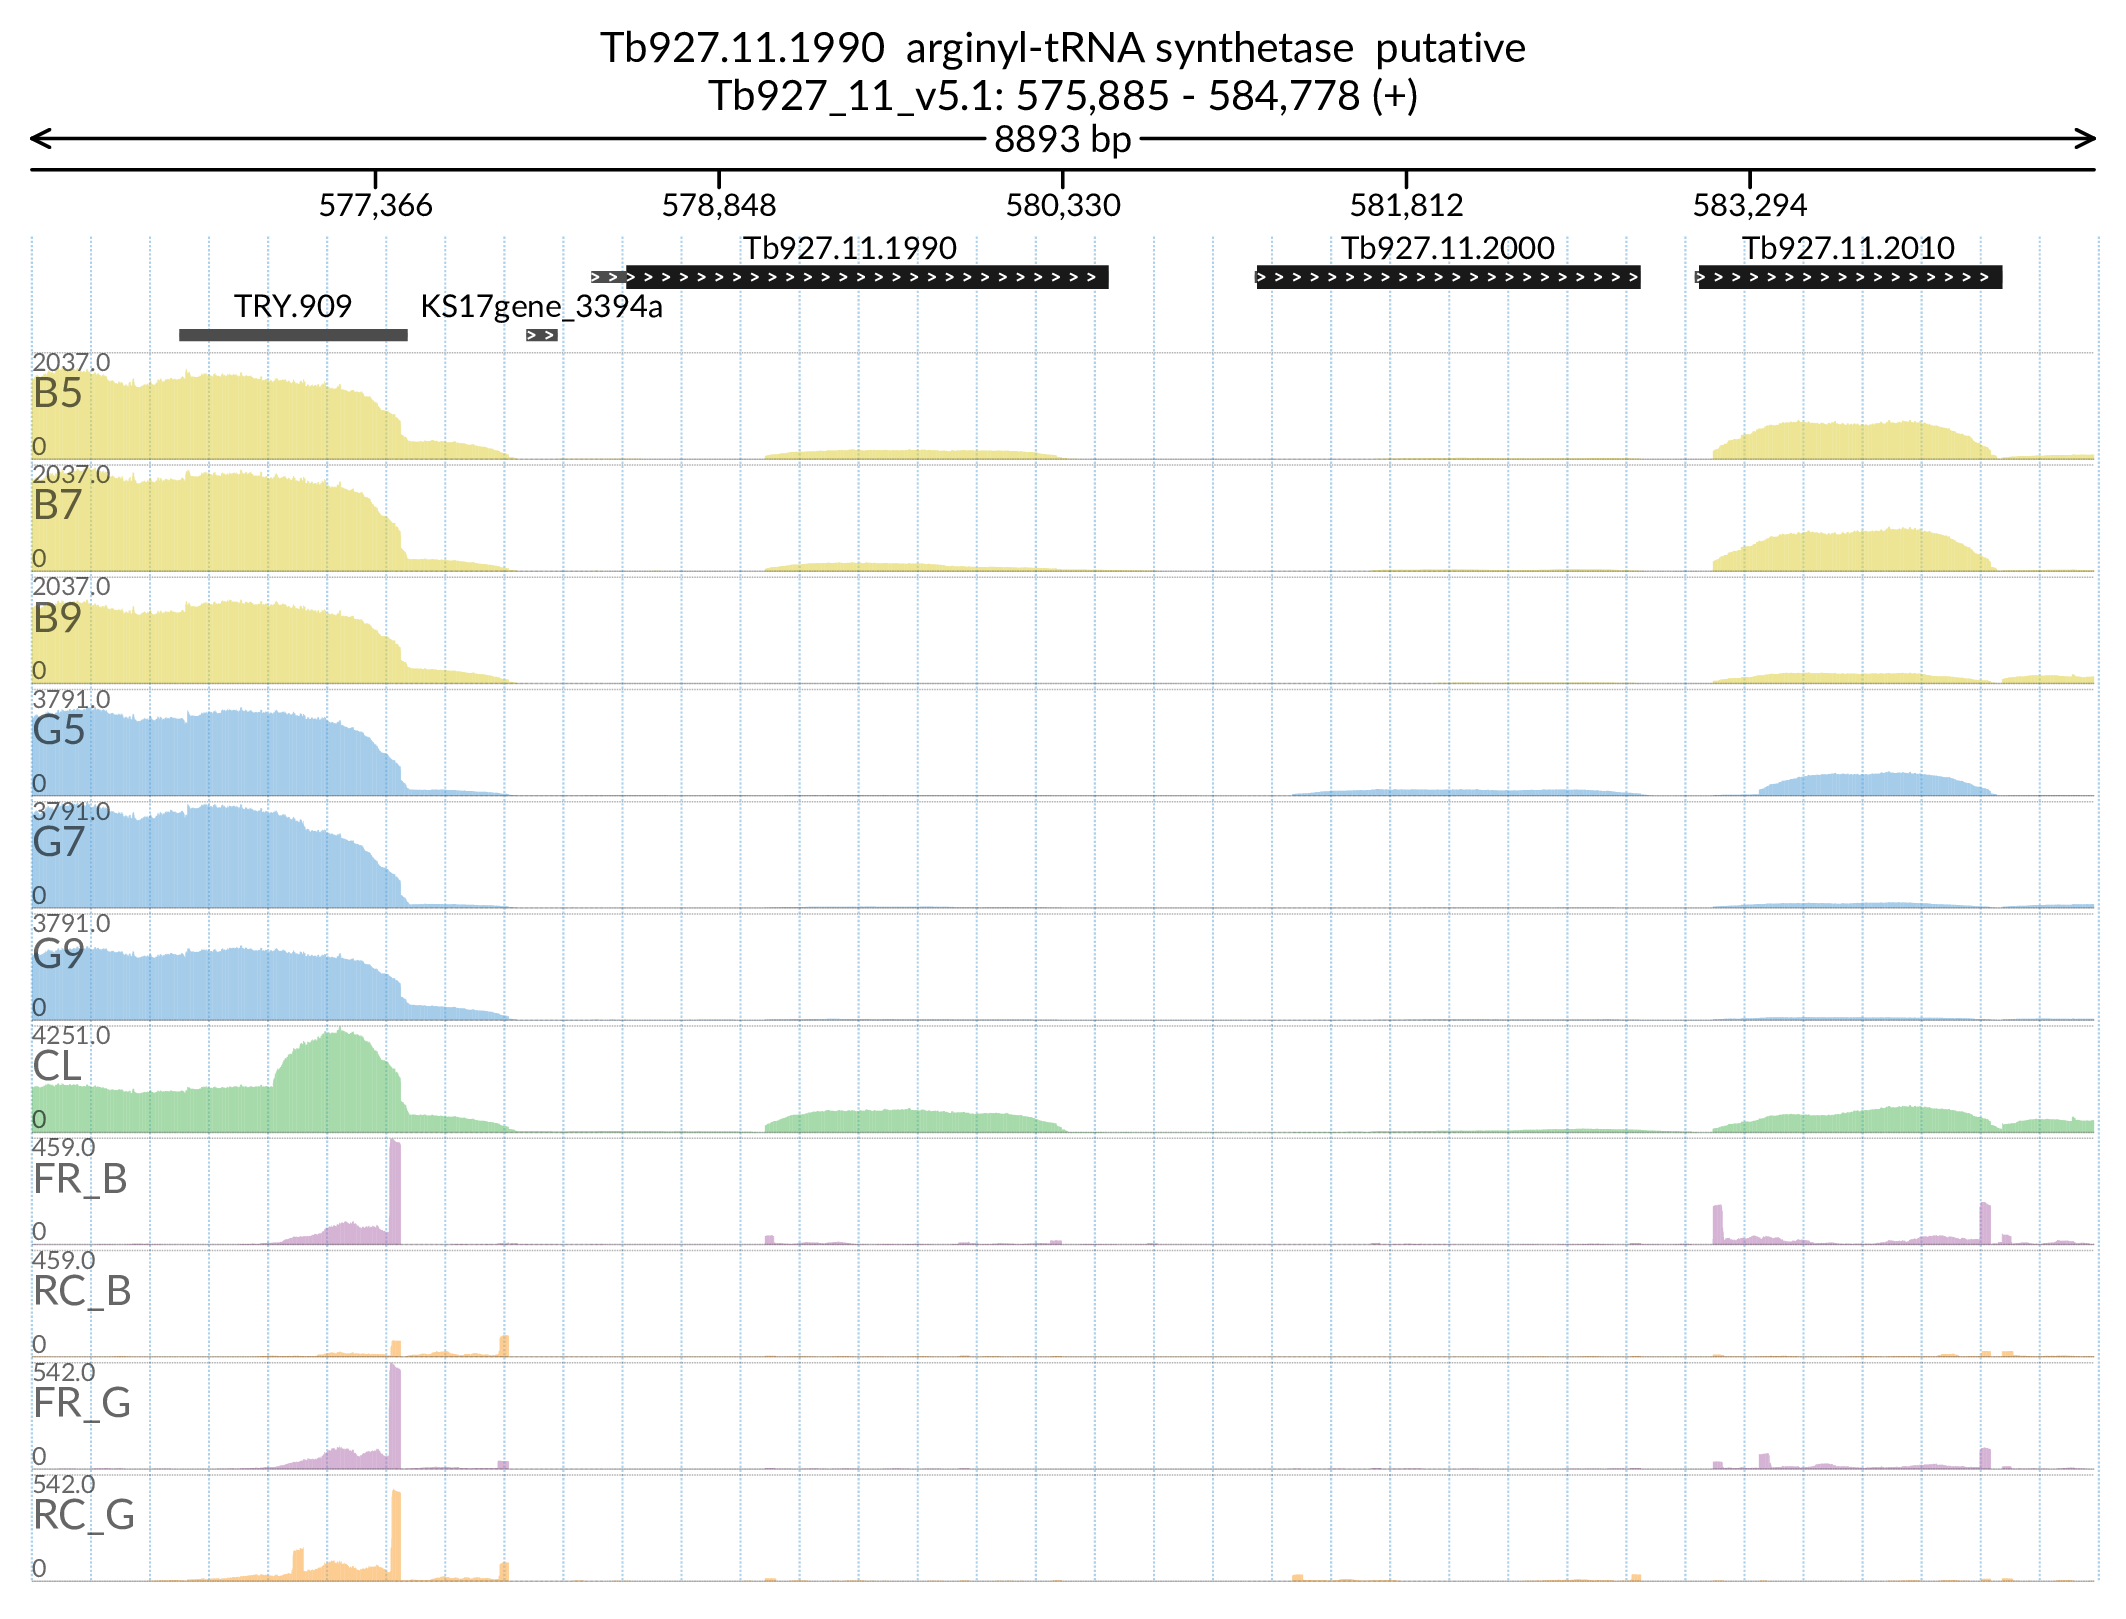 Tb927.11.1990 arginyl-tRNA synthetase putative
Tb927_11_v5.1: 575,885 - 584,778 (+)
8893 bp
577,366 578,848 580,330 581,812 583,294
Tb927.11.1990 Tb927.11.2000 Tb927.11.2010
TRY.909 KS17gene_3394a
2037.0
B5
0
2037.0
B7
0
2037.0
B9
0
3791.0
G5
0
3791.0
G7
0
3791.0
G9
0
4251.0
CL
0
459.0
FR_B
0
459.0
RC_B
0
542.0
FR_G
0
542.0
RC_G
0